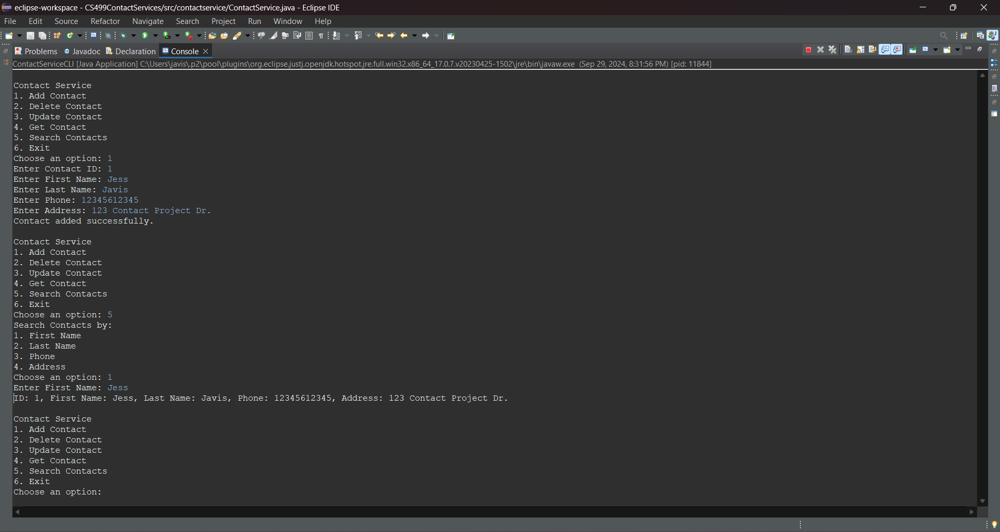 eclipse-workspace - CS499ContactServices/src/contactservice/ContactService.java - Eclipse IDE
File Edit Source Refactor Navigate Search Project Run Window Help
Problems Javadoc Declaration Console
ContactServiceCLI [Java Application] C:\Users\javis\.p2\pool\plugins\org.eclipse.justj.openjdk.hotspot.jre.full.win32.x86_64_17.0.7.v20230425-1502\jre\bin\javaw.exe (Sep 29, 2024, 8:31:56 PM) [pid: 11844]
Contact Service
1. Add Contact
2. Delete Contact
3. Update Contact
4. Get Contact
5. Search Contacts
6. Exit
Choose an option: 1
Enter Contact ID: 1
Enter First Name: Jess
Enter Last Name: Javis
Enter Phone: 12345612345
Enter Address: 123 Contact Project Dr.
Contact added successfully.
Contact Service
1. Add Contact
2. Delete Contact
3. Update Contact
4. Get Contact
5. Search Contacts
6. Exit
Choose an option: 5
Search Contacts by:
1. First Name
2. Last Name
3. Phone
4. Address
Choose an option: 1
Enter First Name: Jess
ID: 1, First Name: Jess, Last Name: Javis, Phone: 12345612345, Address: 123 Contact Project Dr.
Contact Service
1. Add Contact
2. Delete Contact
3. Update Contact
4. Get Contact
5. Search Contacts
6. Exit
Choose an option: